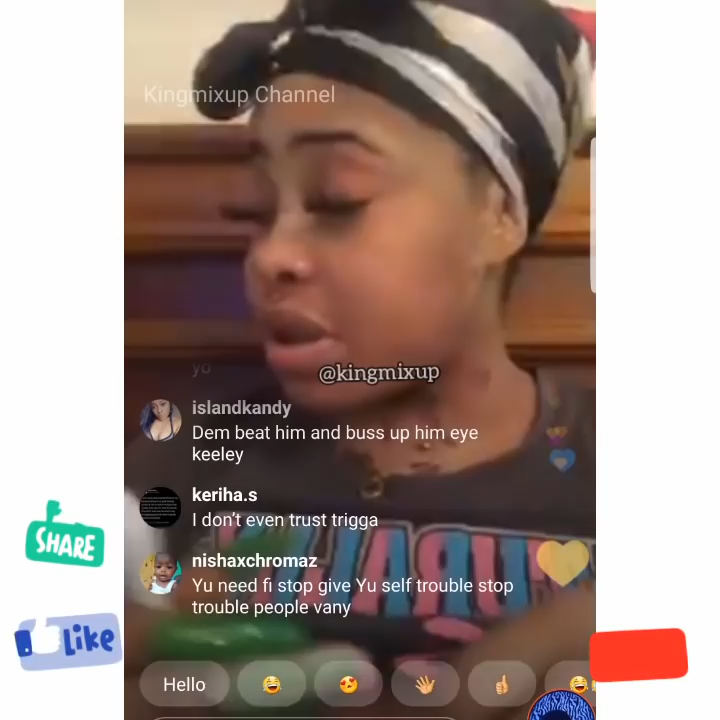 Kingmixup Channel
yo
@kingmixup
islandkandy
Dem beat him and buss up him eye
keeley
keriha.s
I don't even trust trigga
nishaxchromaz
Yu need fi stop give Yu self trouble stop
trouble people vany
SHARE
Like
Hello